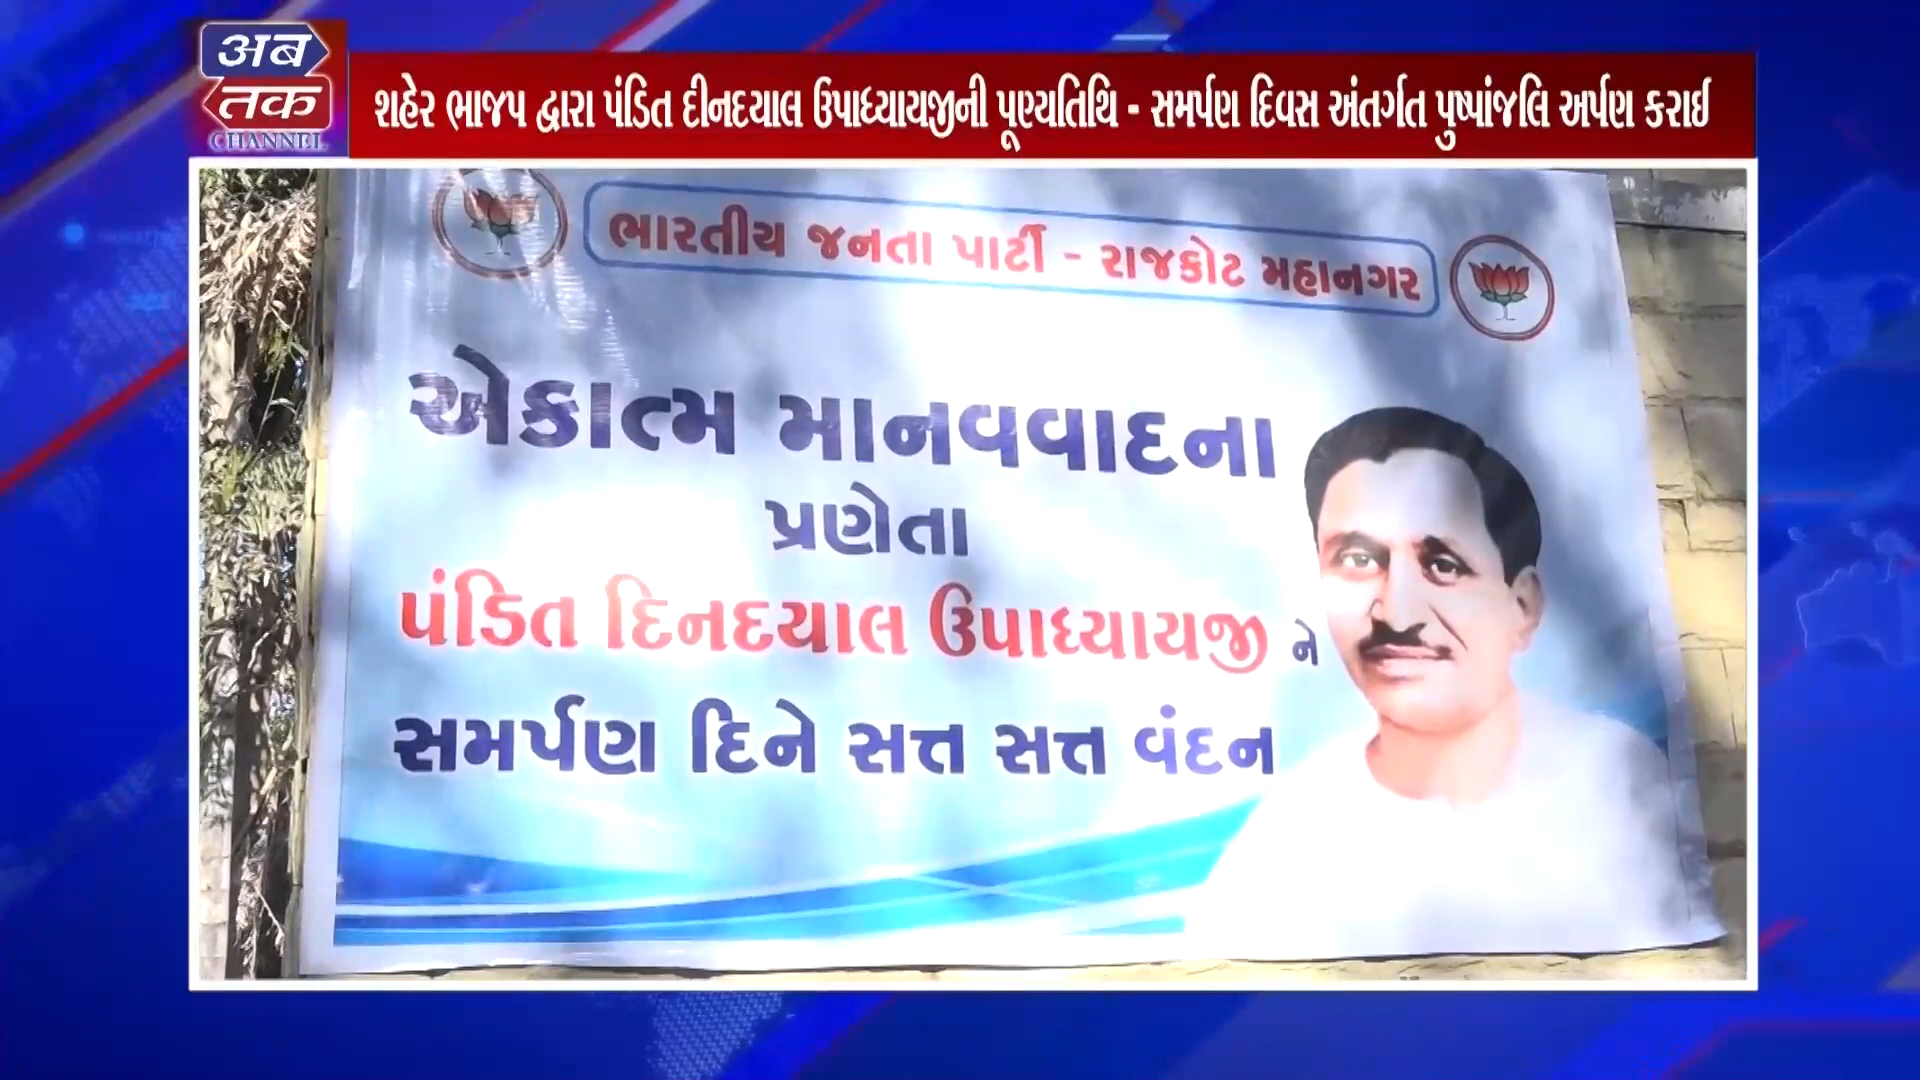 अब
तक
CHANNEL
શહેર ભાજપ દ્વારા પંડિત દીનદયાલ ઉપાધ્યાયજીની પૂણ્યતિથિ - સમર્પણ દિવસ અંતર્ગત પુષ્પાંજલિ અર્પણ કરાઈ
ભારતીય જનતા પાર્ટી - રાજકોટ મહાનગર
એકાત્મ માનવવાદના
પ્રણેતા
પંડિત દિનદયાલ ઉપાધ્યાયજી ને
સમર્પણ દિને સત્ત સત્ત વંદન